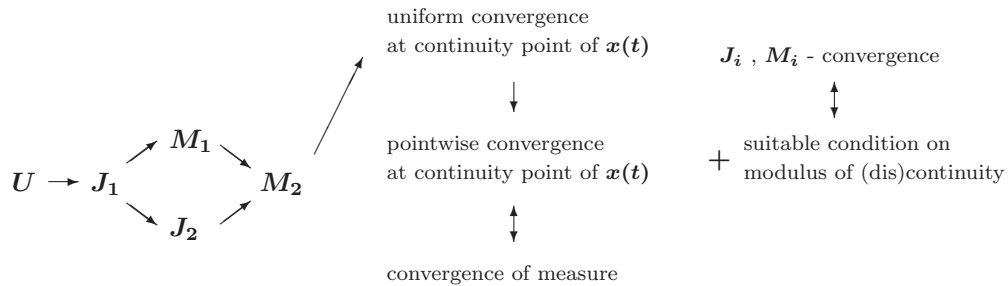 uniform convergence
at continuity point of x(t)
J_i , M_i - convergence
M_1
pointwise convergence
at continuity point of x(t)
+ suitable condition on
modulus of (dis)continuity
U J_1 M_2
J_2
convergence of measure